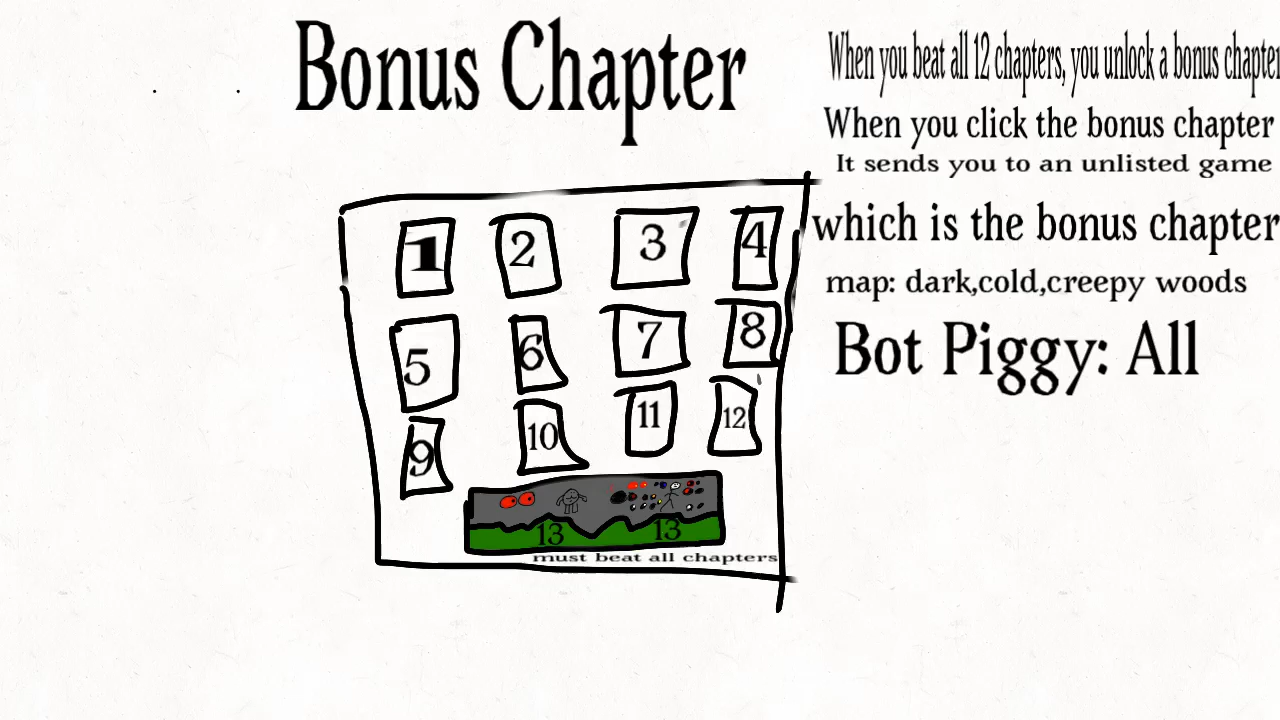 Bonus Chapter
When you beat all 12 chapters, you unlock a bonus chapter
When you click the bonus chapter
It sends you to an unlisted game
which is the bonus chapter
map: dark,cold,creepy woods
Bot Piggy: All
1 2 3 4
5 6 7 8
9 10 11 12
13 13
must beat all chapters